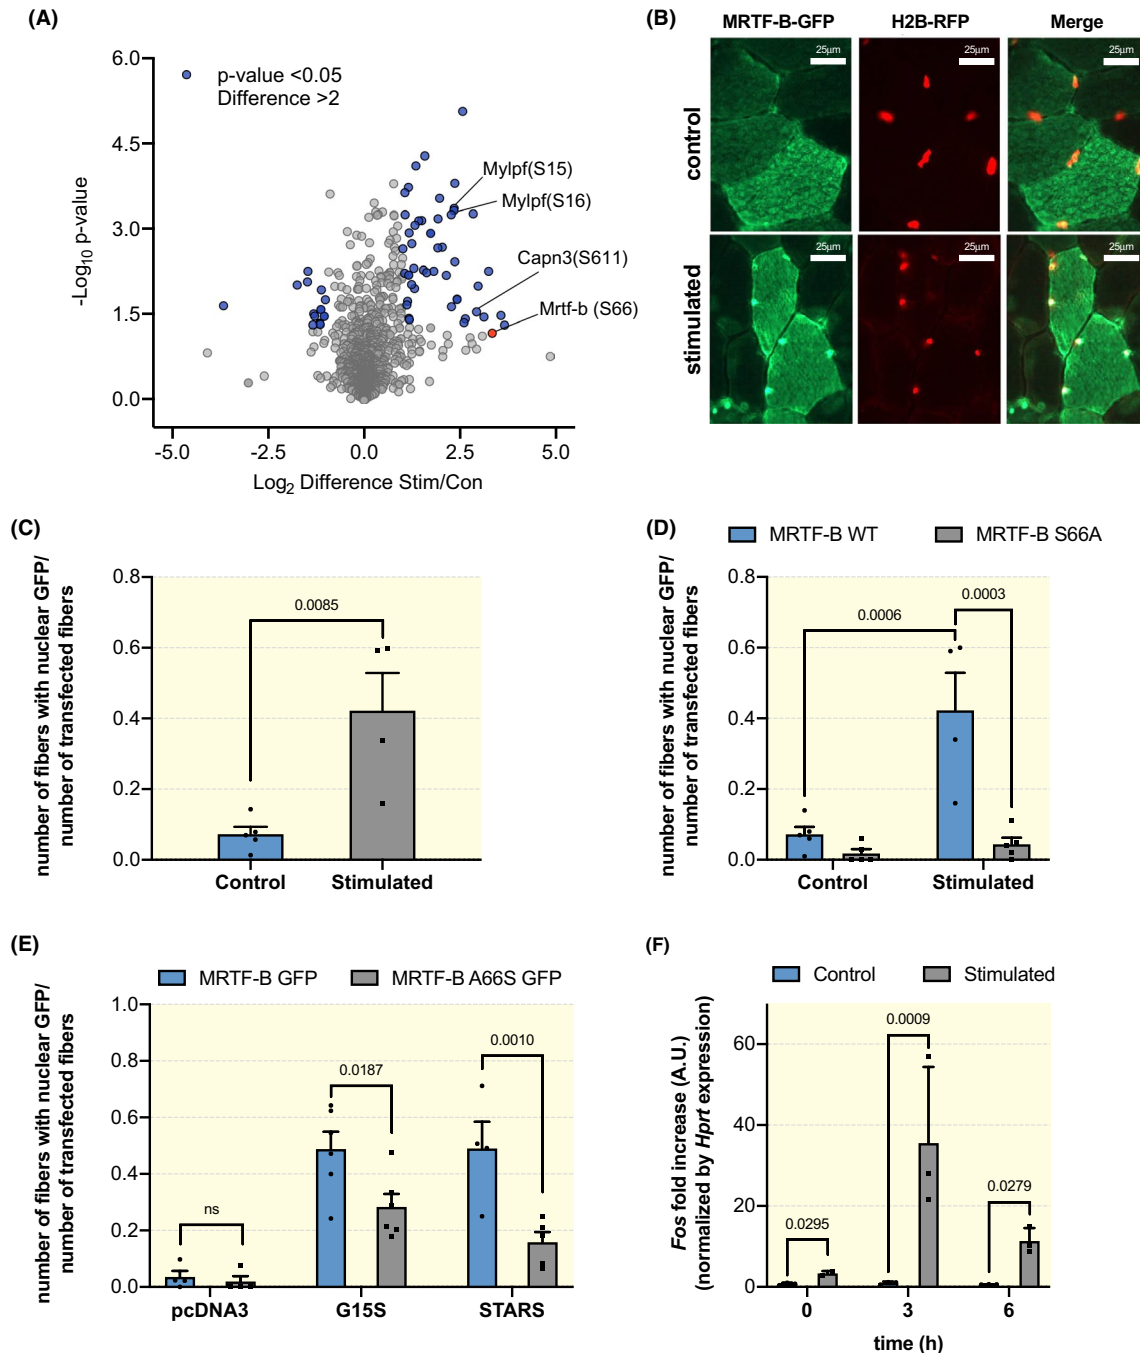 (A)
6.0
4.5
3.0
1.5
0.0
-Log10 p-value
p-value <0.05
Difference >2
Mylpf(S15)
Mylpf(S16)
Capn3(S611)
Mrtf-b (S66)
-5.0 -2.5 0.0 2.5 5.0
Log2 Difference Stim/Con
(B)
MRTF-B-GFP H2B-RFP Merge
control
25µm 25µm 25µm
stimulated
25µm 25µm 25µm
(C)
number of fibers with nuclear GFP/
number of transfected fibers
0.8
0.6
0.4
0.2
0.0
0.0085
Control Stimulated
(D)
MRTF-B WT MRTF-B S66A
number of fibers with nuclear GFP/
number of transfected fibers
0.8
0.6
0.4
0.2
0.0
0.0006
0.0003
Control Stimulated
(E)
MRTF-B GFP MRTF-B A66S GFP
number of fibers with nuclear GFP/
number of transfected fibers
1.0
0.8
0.6
0.4
0.2
0.0
ns
0.0187
0.0010
pcDNA3 G15S STARS
(F)
Control Stimulated
Fos fold increase (A.U.)
(normalized by Hprt expression)
60
40
20
0
0.0295
0.0009
0.0279
0 3 6
time (h)